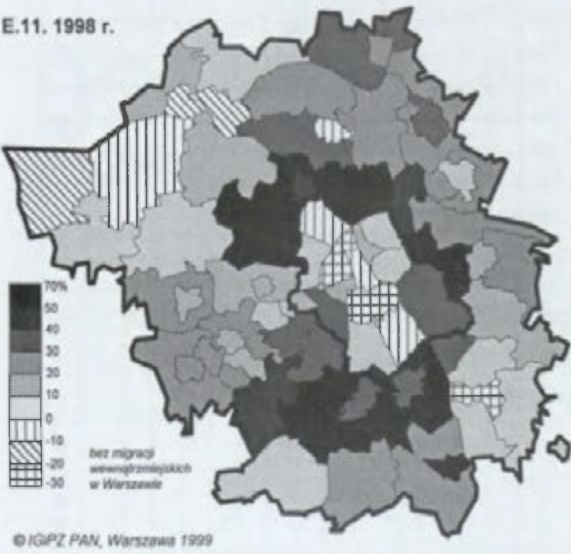 E.11. 1998 r.
70%
50
40
30
20
10
0
-10
-20
-30
bez migracji
wewnątrzmiejskich
w Warszawie
© IGiPZ PAN, Warszawa 1999